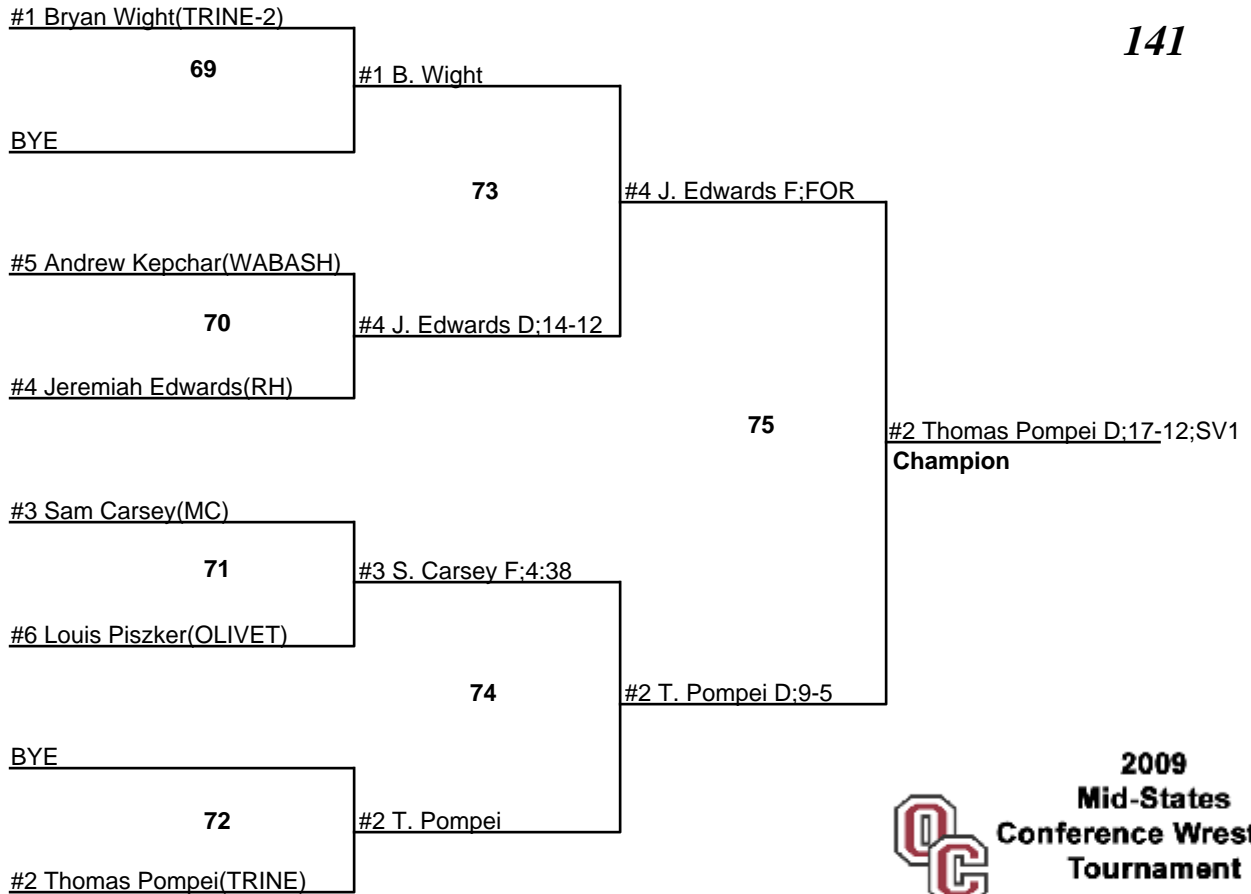 #1 Bryan Wight(TRINE-2)
141
69
#1 B. Wight
BYE
73
#4 J. Edwards F;FOR
#5 Andrew Kepchar(WABASH)
70
#4 J. Edwards D;14-12
#4 Jeremiah Edwards(RH)
75
#2 Thomas Pompei D;17-12;SV1
Champion
#3 Sam Carsey(MC)
71
#3 S. Carsey F;4:38
#6 Louis Piszker(OLIVET)
74
#2 T. Pompei D;9-5
BYE
72
#2 T. Pompei
#2 Thomas Pompei(TRINE)
2009
Mid-States
Conference Wrest
Tournament
OC